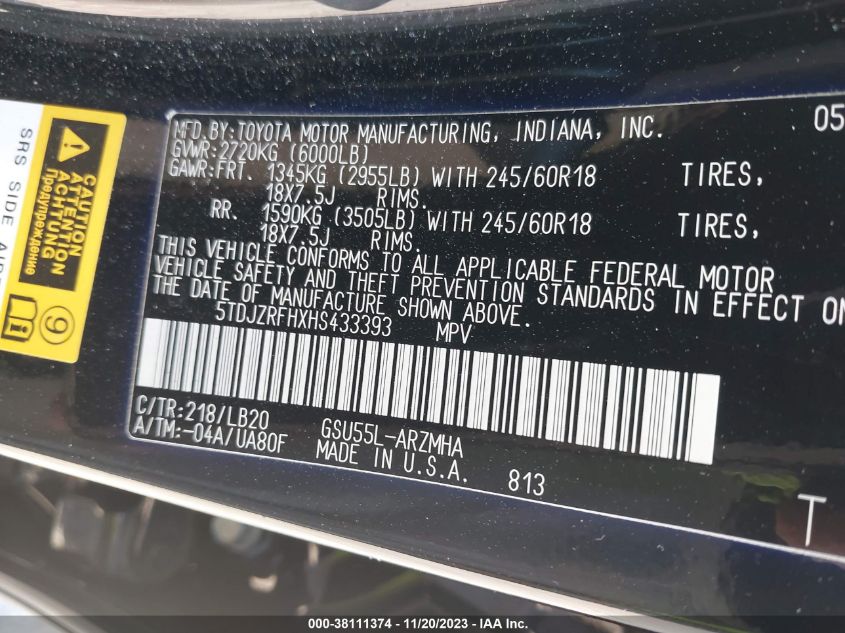 MFD.BY:TOYOTA MOTOR MANUFACTURING, INDIANA, INC. 05
GVWR:2720KG (6000LB)
GAWR:FRT. 1345KG (2955LB) WITH 245/60R18 TIRES,
18X7.5J RIMS.
RR. 1590KG (3505LB) WITH 245/60R18 TIRES,
18X7.5J RIMS.
THIS VEHICLE CONFORMS TO ALL APPLICABLE FEDERAL MOTOR
VEHICLE SAFETY AND THEFT PREVENTION STANDARDS IN EFFECT ON
THE DATE OF MANUFACTURE SHOWN ABOVE.
5TDJZRFHXHS433393 MPV
C/TR:218/LB20 GSU55L-ARZMHA
A/TM:-04A/UA80F MADE IN U.S.A. 813
T
CAUTION
ATTENTION
ACHTUNG
Предупреждение
9
i
SRS SIDE
000-38111374 - 11/20/2023 - IAA Inc.